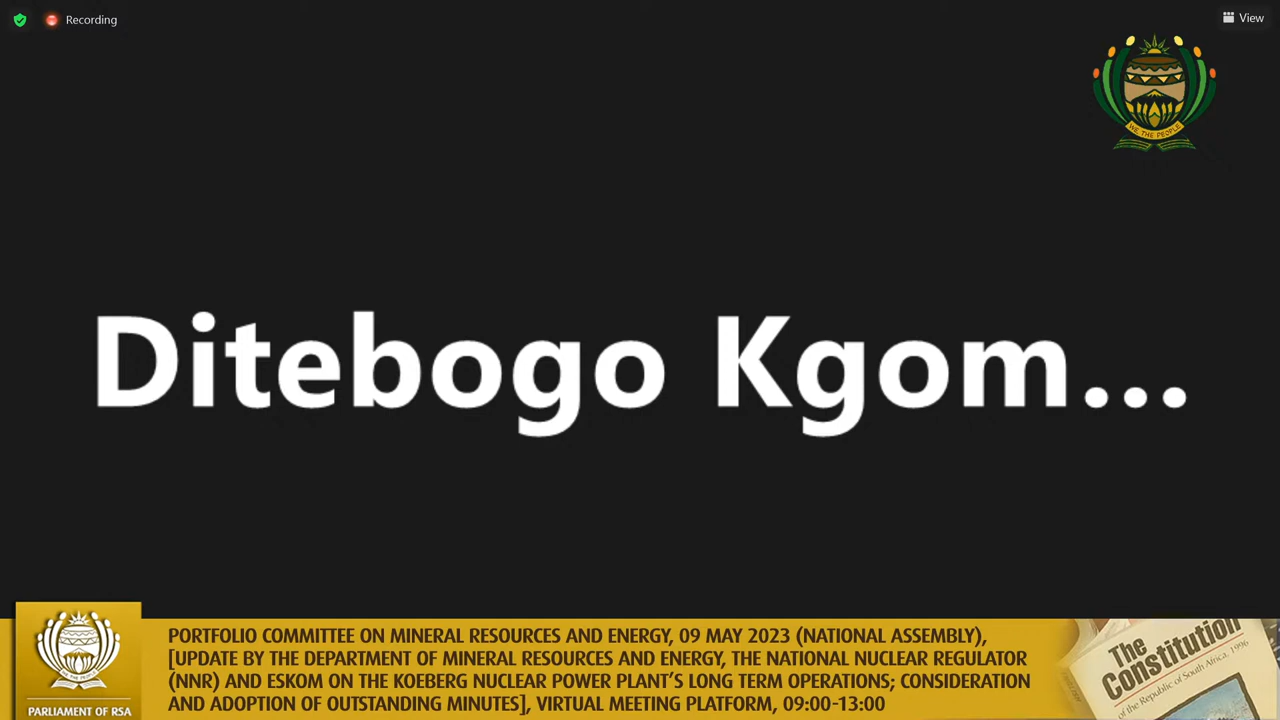 Recording
View
WE, THE PEOPLE
Ditebogo Kgom...
PORTFOLIO COMMITTEE ON MINERAL RESOURCES AND ENERGY, 09 MAY 2023 (NATIONAL ASSEMBLY),
[UPDATE BY THE DEPARTMENT OF MINERAL RESOURCES AND ENERGY, THE NATIONAL NUCLEAR REGULATOR
(NNR) AND ESKOM ON THE KOEBERG NUCLEAR POWER PLANT'S LONG TERM OPERATIONS; CONSIDERATION
AND ADOPTION OF OUTSTANDING MINUTES], VIRTUAL MEETING PLATFORM, 09:00-13:00
PARLIAMENT OF RSA
The
Constitution
of the Republic of South Africa, 1996